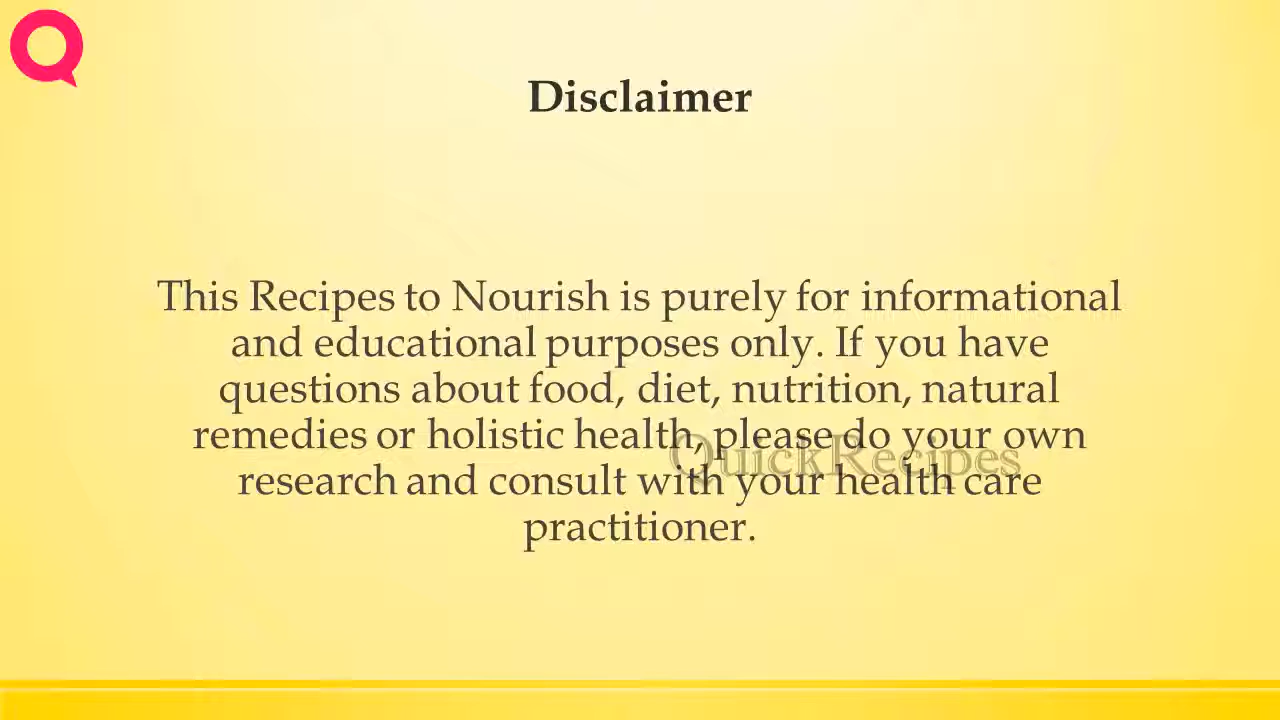 Disclaimer
This Recipes to Nourish is purely for informational
and educational purposes only. If you have
questions about food, diet, nutrition, natural
remedies or holistic health, please do your own
QuickRecipes
research and consult with your health care
practitioner.